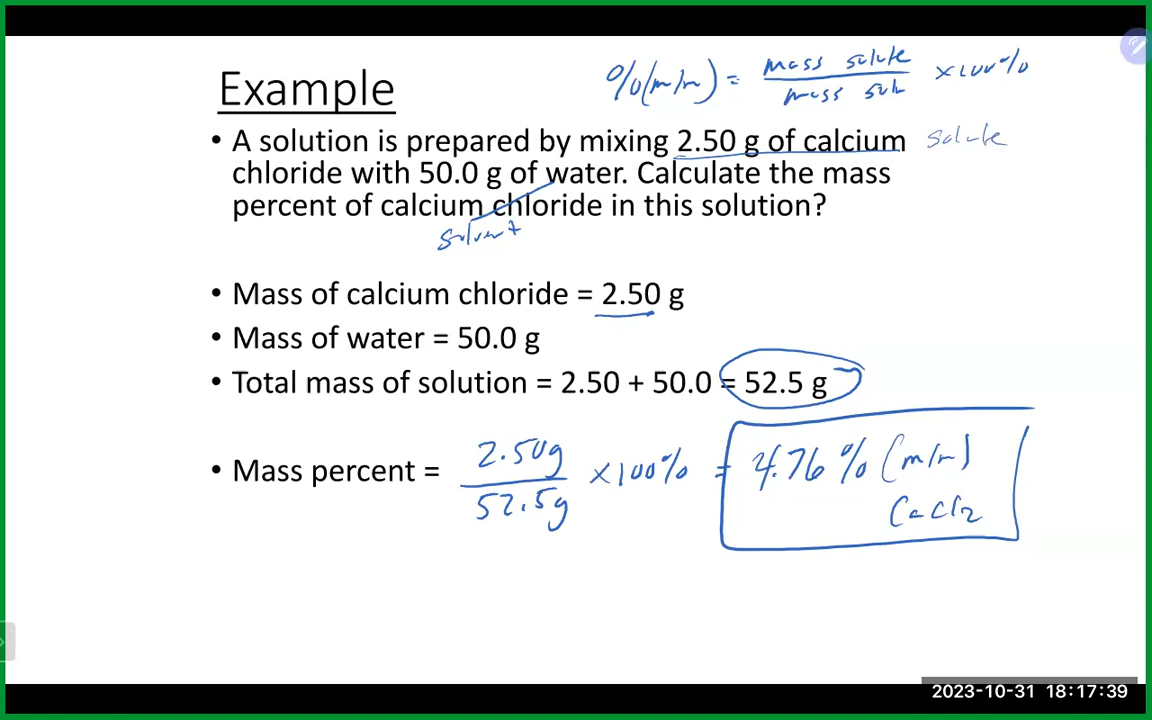 %(m/m) = mass solute / mass soln ×100%
Example
• A solution is prepared by mixing 2.50 g of calcium solute
chloride with 50.0 g of water. Calculate the mass
percent of calcium chloride in this solution?
solvent
• Mass of calcium chloride = 2.50 g
• Mass of water = 50.0 g
• Total mass of solution = 2.50 + 50.0 = 52.5 g
• Mass percent = 2.50g / 52.5g ×100% = 4.76 % (m/m)
CaCl2
2023-10-31 18:17:39